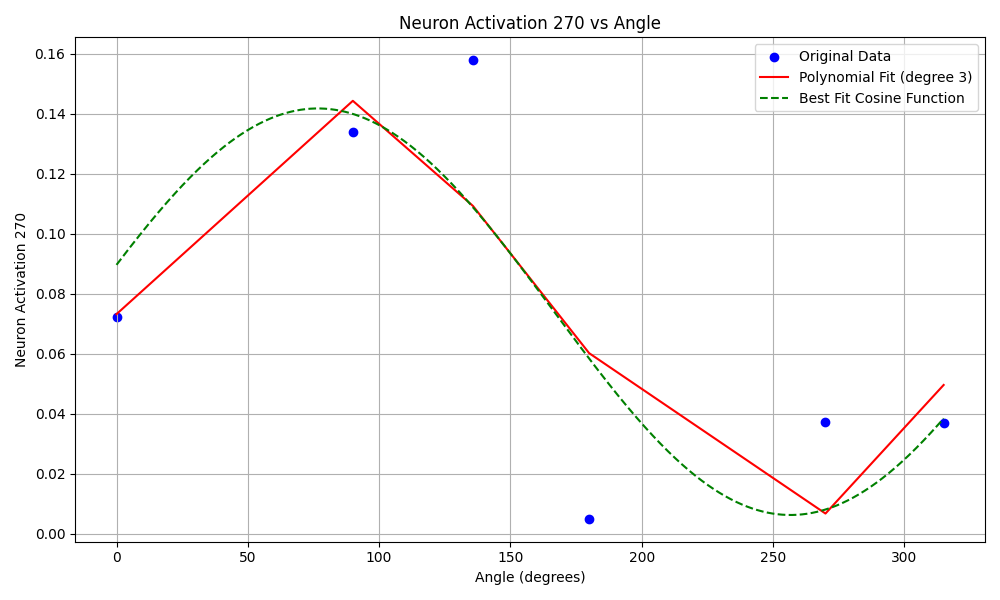 Neuron Activation 270 vs Angle
Original Data
Polynomial Fit (degree 3)
Best Fit Cosine Function
Neuron Activation 270
0.16
0.14
0.12
0.10
0.08
0.06
0.04
0.02
0.00
0 50 100 150 200 250 300
Angle (degrees)